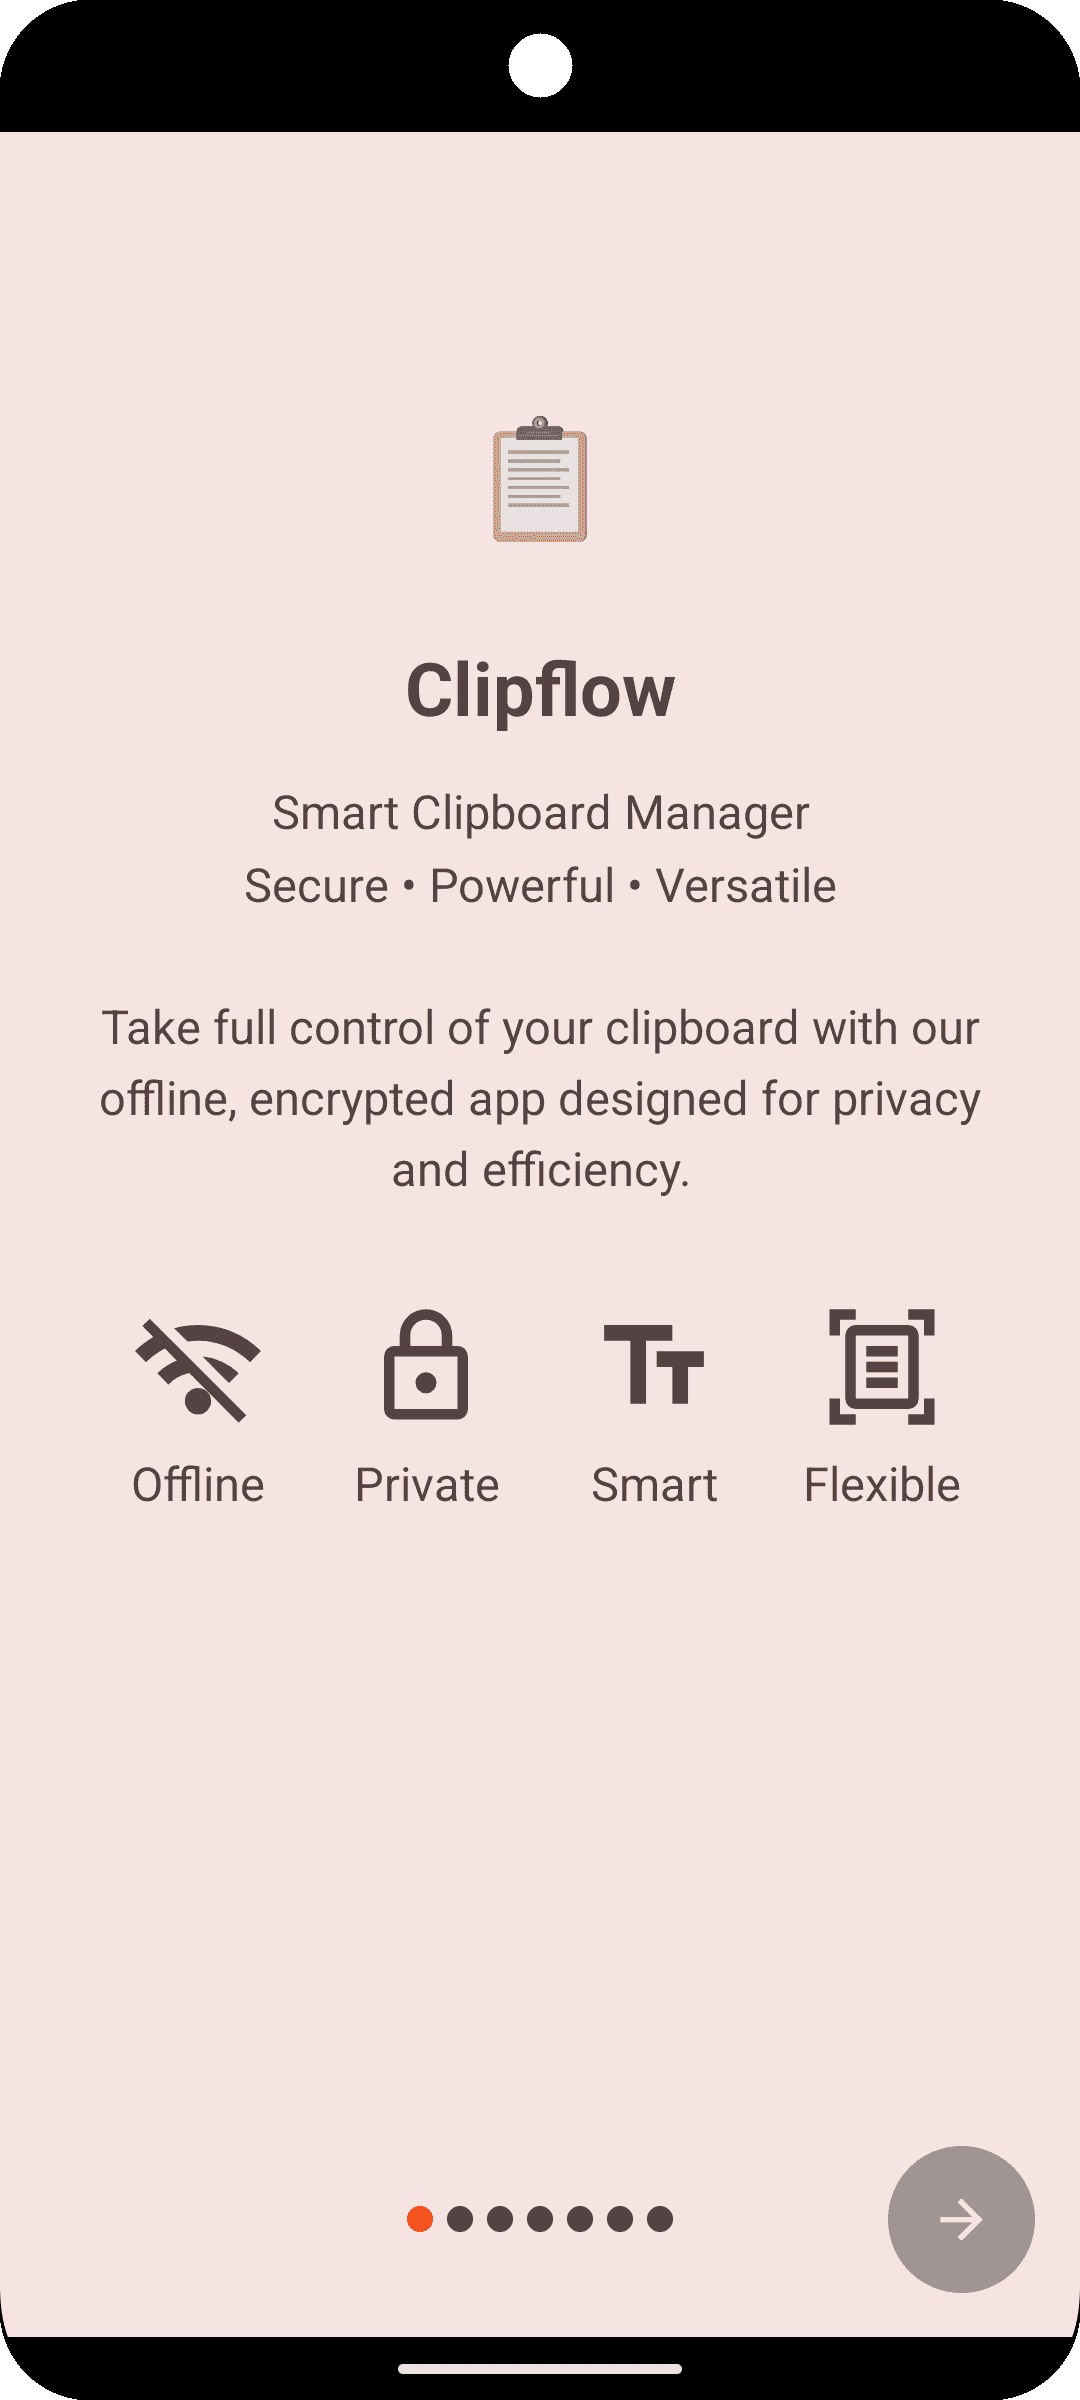 Clipflow
Smart Clipboard Manager
Secure • Powerful • Versatile
Take full control of your clipboard with our
offline, encrypted app designed for privacy
and efficiency.
Offline Private Smart Flexible